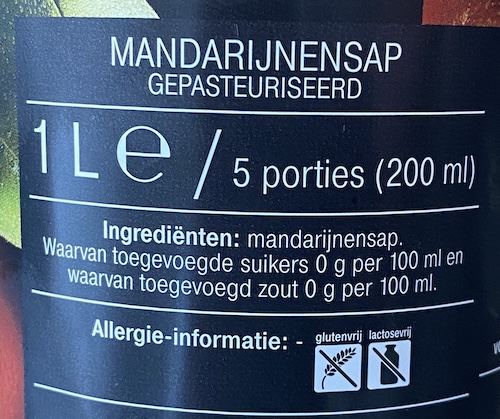 MANDARIJNENSAP
GEPASTEURISEERD
1 L e / 5 porties (200 ml)
Ingrediënten: mandarijnensap.
Waarvan toegevoegde suikers 0 g per 100 ml en
waarvan toegevoegd zout 0 g per 100 ml.
Allergie-informatie: - glutenvrij lactosevrij